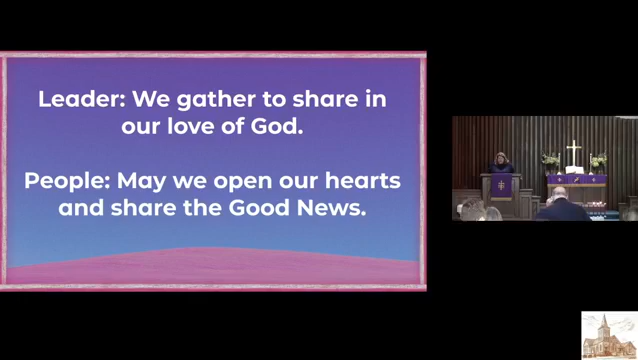 Leader: We gather to share in
our love of God.
People: May we open our hearts
and share the Good News.